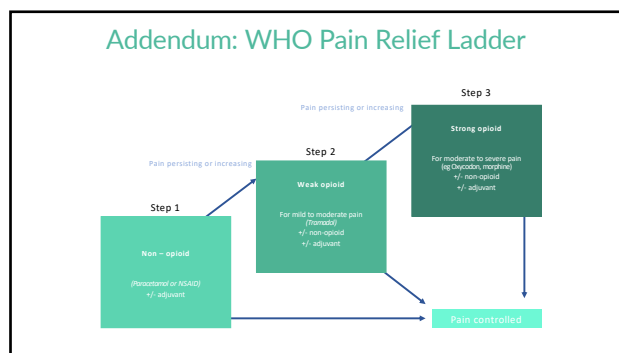 Addendum: WHO Pain Relief Ladder
Step 1
Non – opioid
(Paracetamol or NSAID)
+/- adjuvant
Pain persisting or increasing
Step 2
Weak opioid
For mild to moderate pain
(Tramadol)
+/- non-opioid
+/- adjuvant
Pain persisting or increasing
Step 3
Strong opioid
For moderate to severe pain
(eg Oxycodon, morphine)
+/- non-opioid
+/- adjuvant
Pain controlled